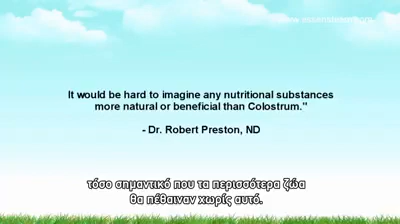 It would be hard to imagine any nutritional substances
more natural or beneficial than Colostrum."
- Dr. Robert Preston, ND
τόσο σημαντικό που τα περισσότερα ζώα
θα πέθαιναν χωρίς αυτό.